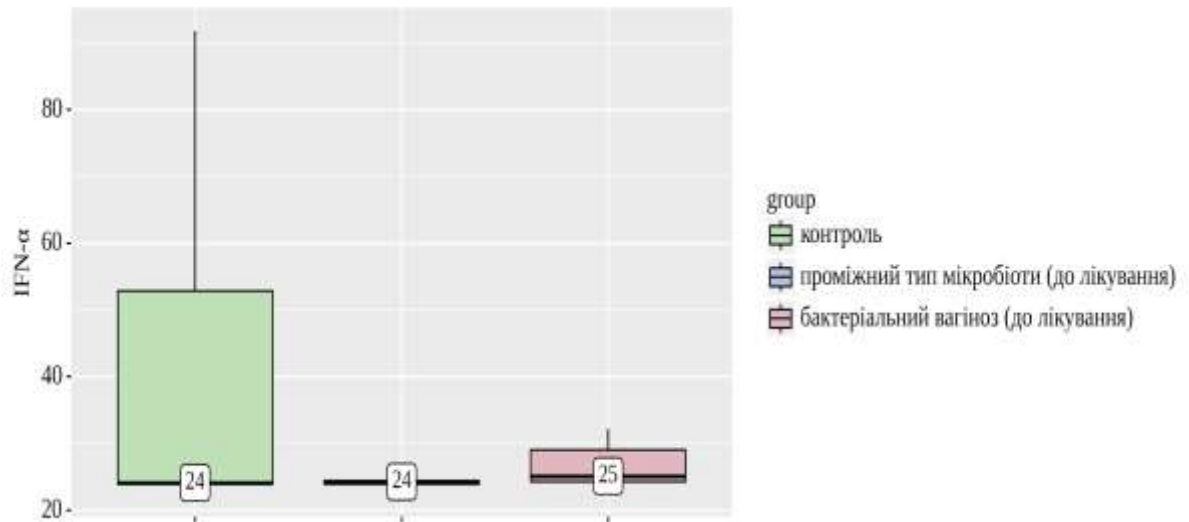 80
60
40
20
IFN-α
24
24
25
group
контроль
проміжний тип мікробіоти (до лікування)
бактеріальний вагіноз (до лікування)